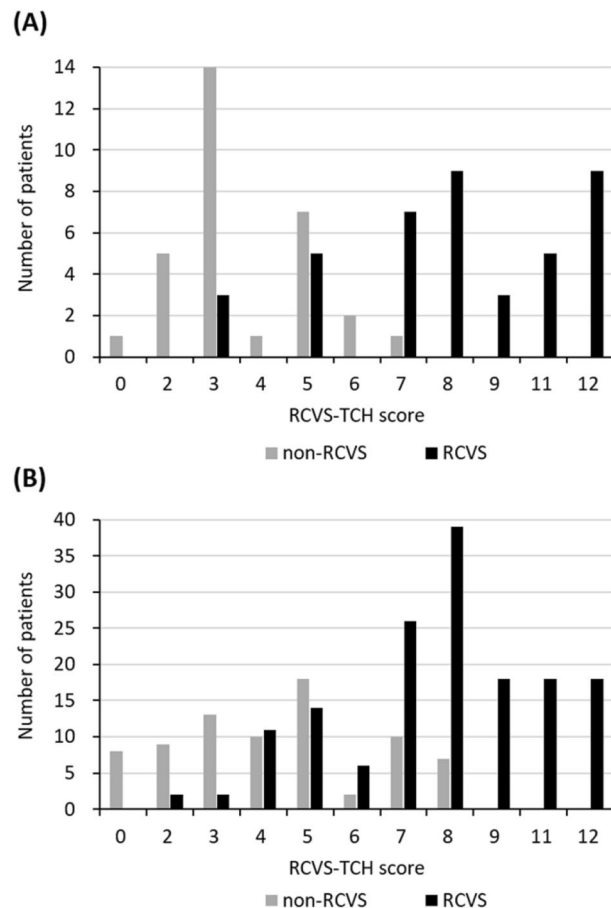 (A)
14
12
10
8
6
4
2
0
Number of patients
0 2 3 4 5 6 7 8 9 11 12
RCVS-TCH score
non-RCVS RCVS
(B)
40
35
30
25
20
15
10
5
0
Number of patients
0 2 3 4 5 6 7 8 9 11 12
RCVS-TCH score
non-RCVS RCVS